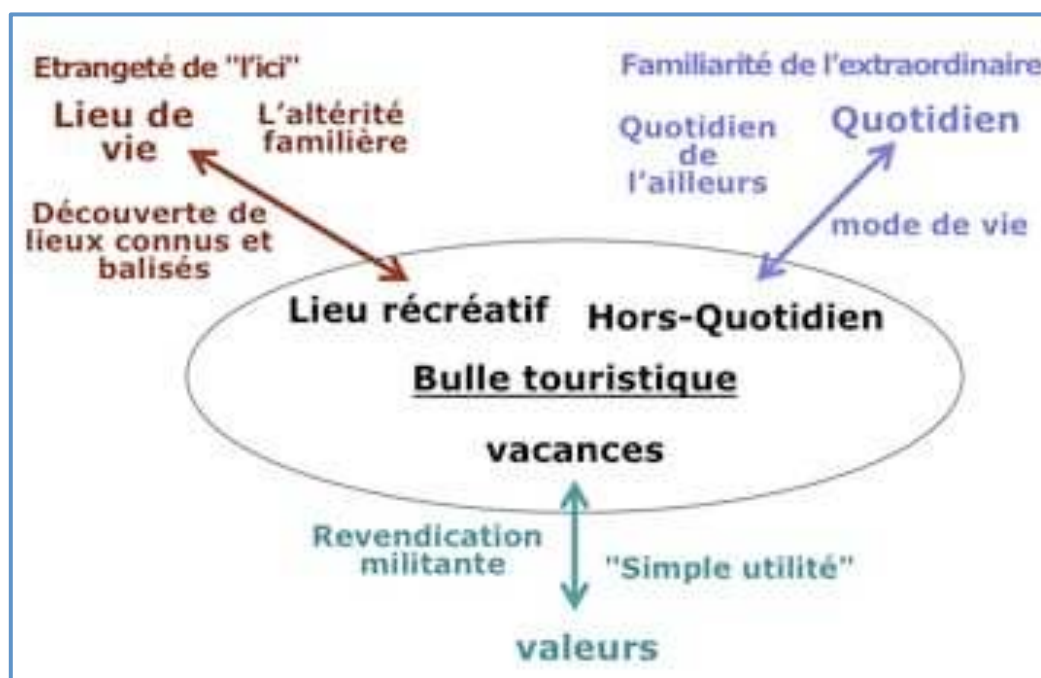 Etrangeté de "l'ici"
Lieu de
vie
L'altérité
familière
Découverte de
lieux connus et
balisés
Familiarité de l'extraordinaire
Quotidien
de
l'ailleurs
Quotidien
mode de vie
Lieu récréatif
Hors-Quotidien
Bulle touristique
vacances
Revendication
militante
"Simple utilité"
valeurs